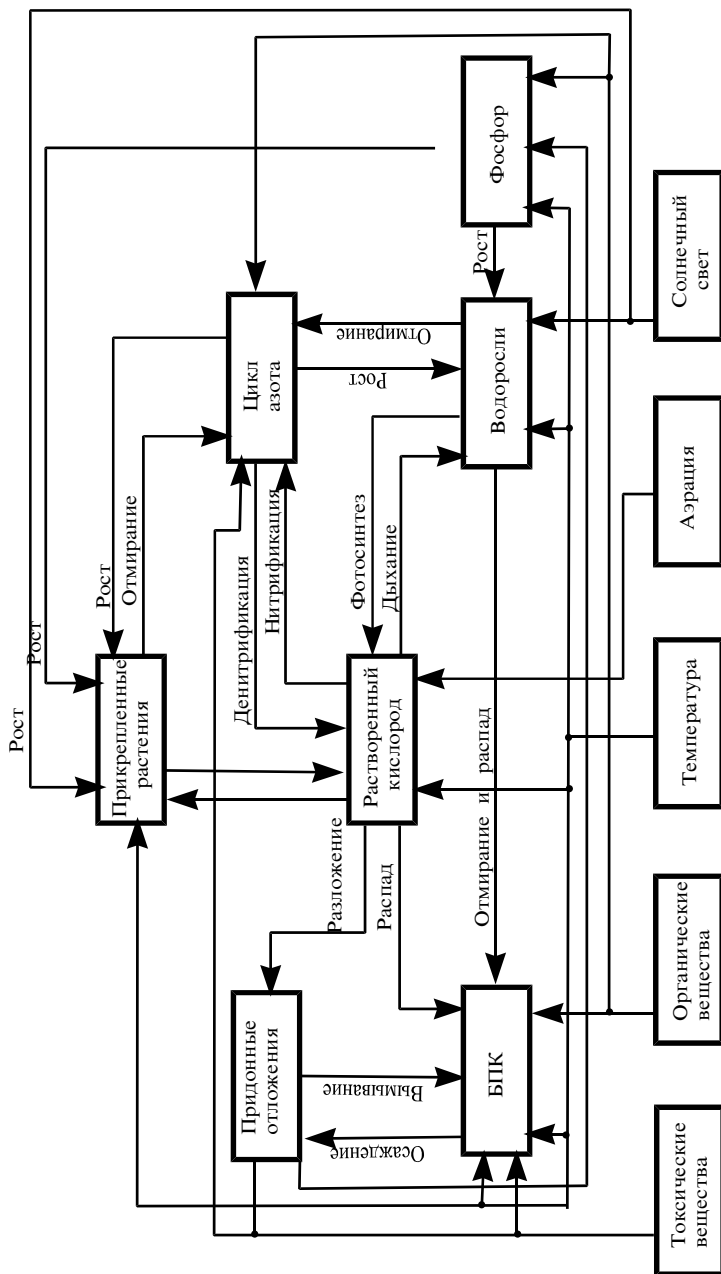 Рост
Рост
Рост
Отмирание
Прикрепленные
растения
Цикл
азота
Денитрификация
Нитрификация
Придонные
отложения
Разложение
Распад
Растворенный
кислород
Фотосинтез
Дыхание
Отмирание
Рост
Вымывание
Осаждение
БПК
Отмирание и распад
Водоросли
Рост
Фосфор
Токсические
вещества
Органические
вещества
Температура
Аэрация
Солнечный
свет